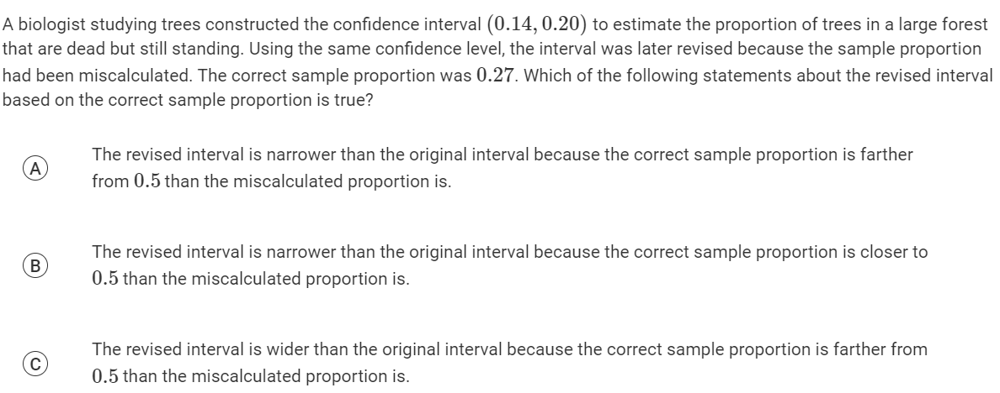 A biologist studying trees constructed the confidence interval (0.14, 0.20) to estimate the proportion of trees in a large forest
that are dead but still standing. Using the same confidence level, the interval was later revised because the sample proportion
had been miscalculated. The correct sample proportion was 0.27. Which of the following statements about the revised interval
based on the correct sample proportion is true?
A The revised interval is narrower than the original interval because the correct sample proportion is farther
from 0.5 than the miscalculated proportion is.
B The revised interval is narrower than the original interval because the correct sample proportion is closer to
0.5 than the miscalculated proportion is.
C The revised interval is wider than the original interval because the correct sample proportion is farther from
0.5 than the miscalculated proportion is.